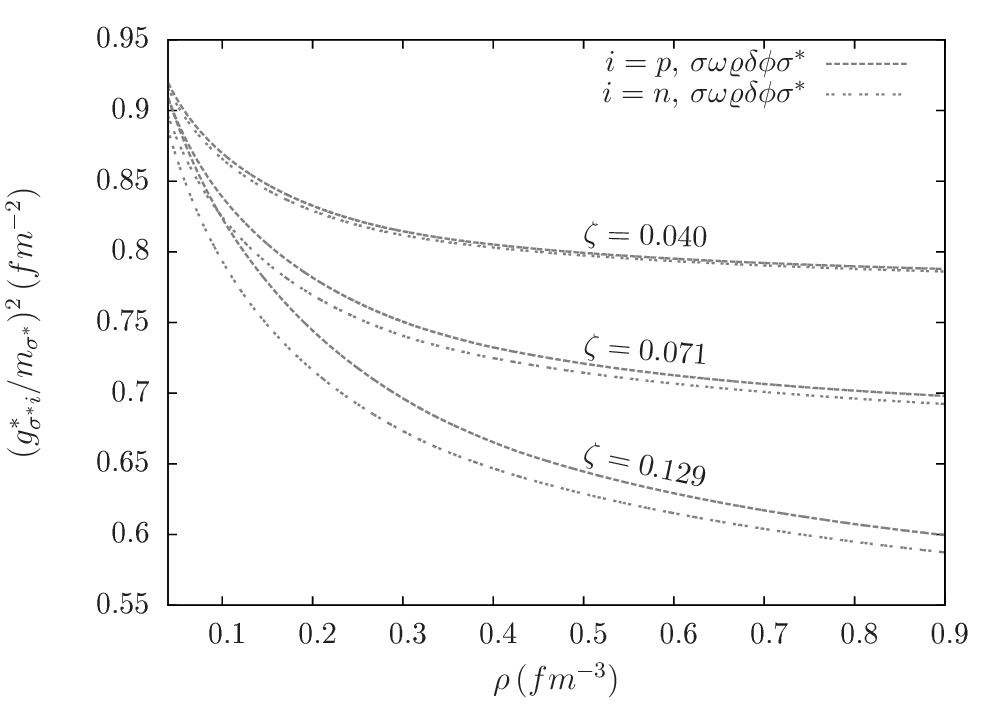 0.95
0.9
0.85
0.8
0.75
0.7
0.65
0.6
0.55
(g*σ*i/mσ*)² (fm⁻²)
i = p, σωϱδϕσ*
i = n, σωϱδϕσ*
ζ = 0.040
ζ = 0.071
ζ = 0.129
0.1 0.2 0.3 0.4 0.5 0.6 0.7 0.8 0.9
ρ (fm⁻³)